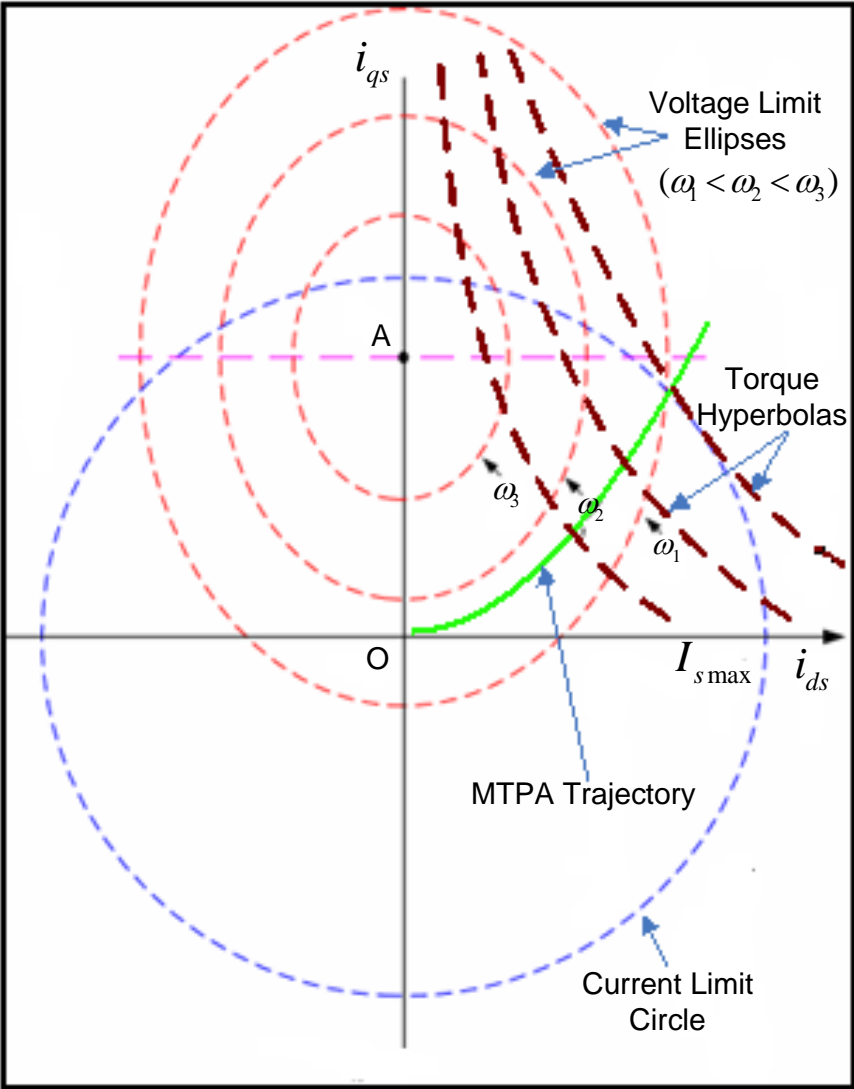 i_qs
Voltage Limit
Ellipses
(ω₁ < ω₂ < ω₃)
A
Torque
Hyperbolas
ω₃
ω₂
ω₁
O
I_s max
i_ds
MTPA Trajectory
Current Limit
Circle